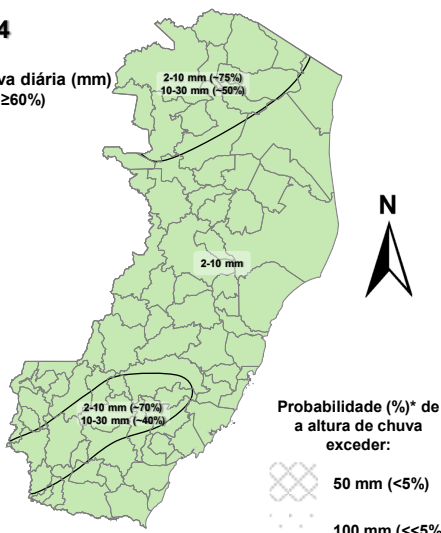 4
va diária (mm)
≥60%)
2-10 mm (~75%)
10-30 mm (~50%)
N
2-10 mm
2-10 mm (~70%)
10-30 mm (~40%)
Probabilidade (%)* de
a altura de chuva
exceder:
50 mm (<5%)
100 mm (<<5%